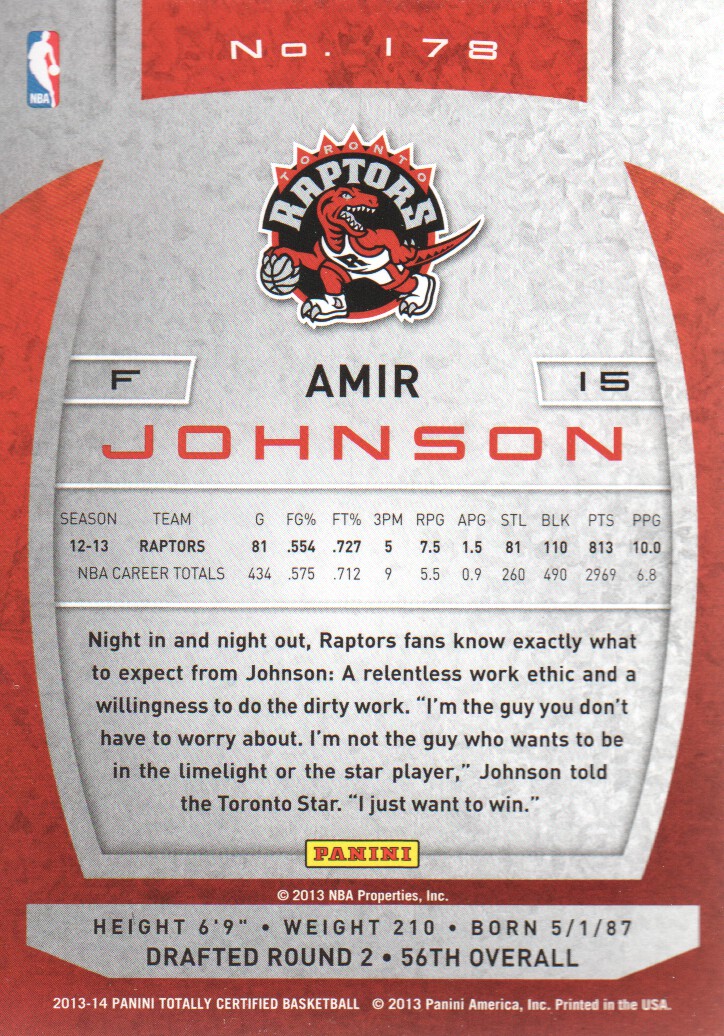 No. 178
NBA
TORONTO
RAPTORS
F AMIR 15
JOHNSON
SEASON TEAM G FG% FT% 3PM RPG APG STL BLK PTS PPG
12-13 RAPTORS 81 .554 .727 5 7.5 1.5 81 110 813 10.0
NBA CAREER TOTALS 434 .575 .712 9 5.5 0.9 260 490 2969 6.8
Night in and night out, Raptors fans know exactly what
to expect from Johnson: A relentless work ethic and a
willingness to do the dirty work. “I’m the guy you don’t
have to worry about. I’m not the guy who wants to be
in the limelight or the star player,” Johnson told
the Toronto Star. “I just want to win.”
PANINI
© 2013 NBA Properties, Inc.
HEIGHT 6'9" • WEIGHT 210 • BORN 5/1/87
DRAFTED ROUND 2 • 56TH OVERALL
2013-14 PANINI TOTALLY CERTIFIED BASKETBALL © 2013 Panini America, Inc. Printed in the USA.